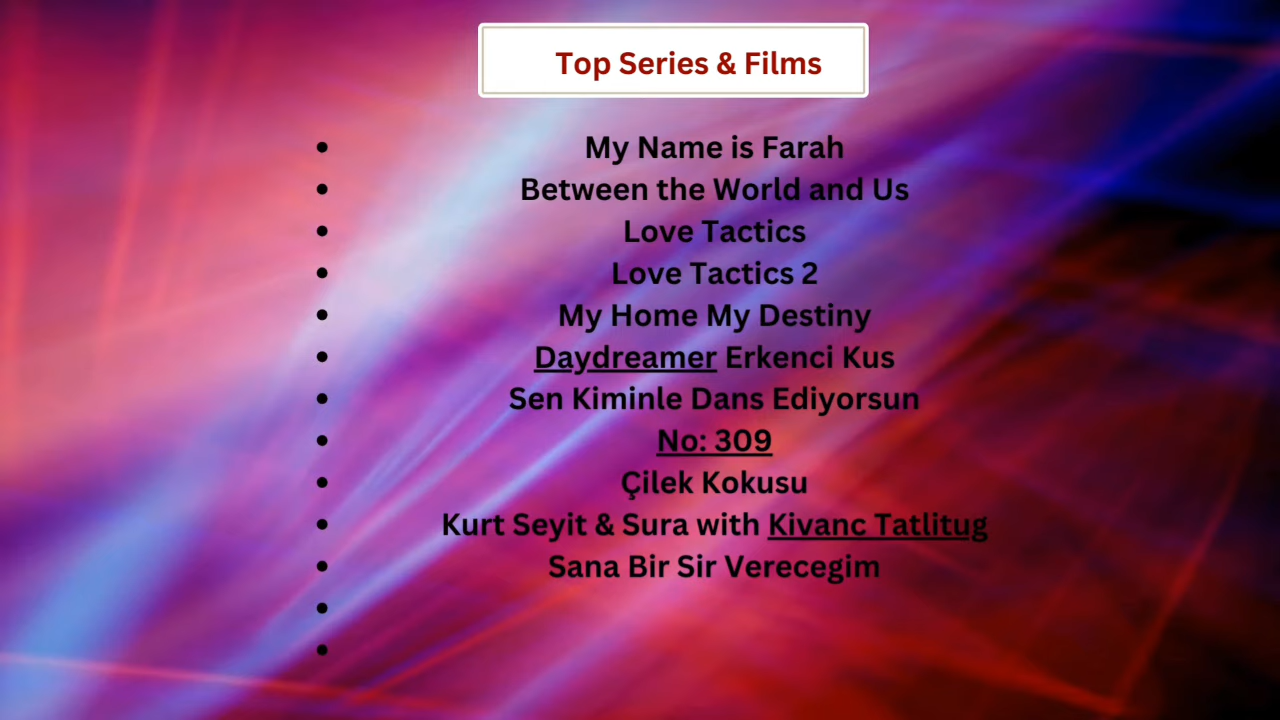 Top Series & Films
• My Name is Farah
• Between the World and Us
• Love Tactics
• Love Tactics 2
• My Home My Destiny
• Daydreamer Erkenci Kus
• Sen Kiminle Dans Ediyorsun
• No: 309
• Çilek Kokusu
• Kurt Seyit & Sura with Kivanc Tatlitug
• Sana Bir Sir Verecegim
•
•